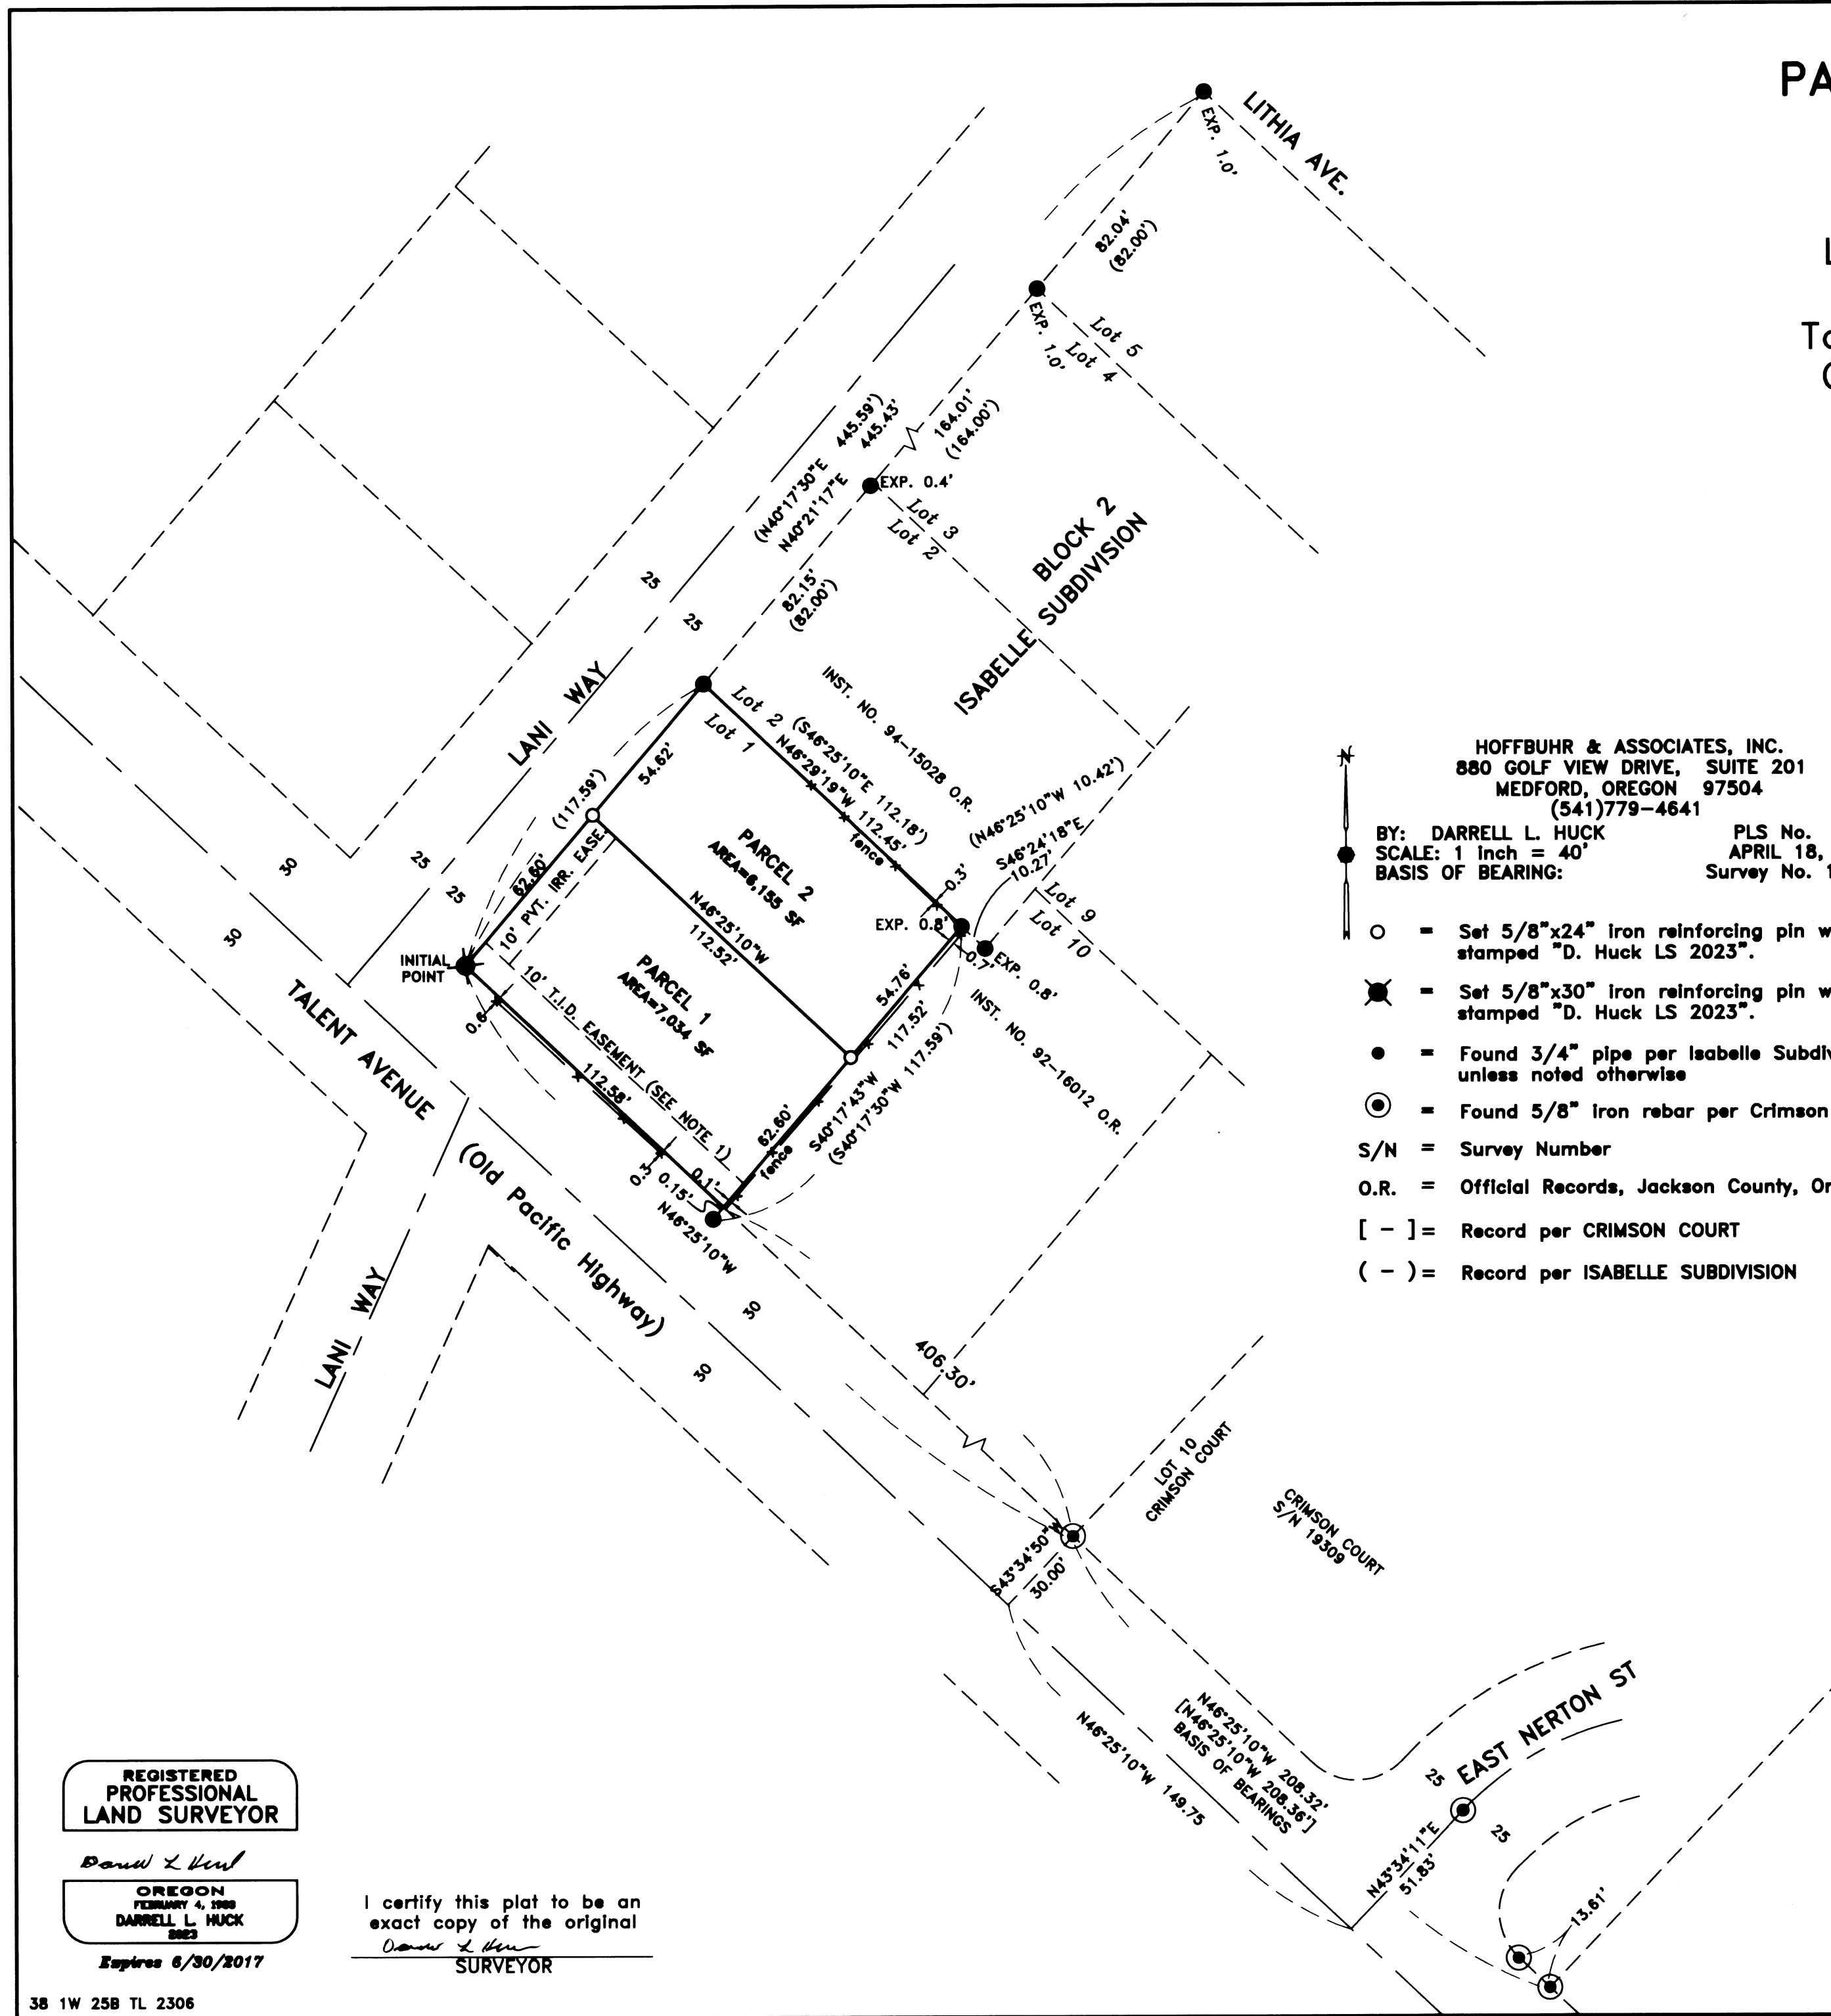 PA
L
Ta
LITHIA AVE.
EXP. 1.0'
82.04'
(82.00')
EXP. 1.0'
Lot 5
Lot 4
164.01'
(164.00')
(N40°17'30"E 445.59')
N40°21'17"E 445.43'
EXP. 0.4'
Lot 3
Lot 2
BLOCK 2
ISABELLE SUBDIVISION
82.15'
(82.00')
25
25
LANI WAY
INST. NO. 94-15028 O.R.
Lot 2
Lot 1
(S46°25'10"E 112.18')
N46°29'19"W 112.45'
fence
54.62'
(117.59')
62.60'
10' PVT. IRR. EASE.
PARCEL 2
AREA=6,155 SF
N46°25'10"W
112.52'
(N46°25'10"W 10.42')
S46°24'18"E
10.27'
0.3'
EXP. 0.8'
0.7'
EXP. 0.8'
Lot 9
Lot 10
INST. NO. 92-16012 O.R.
54.76'
117.52'
S40°17'43"W
(S40°17'30"W 117.59')
62.60'
fence
PARCEL 1
AREA=7,034 SF
INITIAL
POINT
10' T.I.D. EASEMENT (SEE NOTE 1)
112.58'
0.6'
0.3'
0.15'
0.1'
N46°25'10"W
25
25
30
30
TALENT AVENUE
(Old Pacific Highway)
LANI WAY
30
30
406.30'
LOT 10
CRIMSON COURT
CRIMSON COURT
S/N 19309
S43°34'50"W
30.00'
N46°25'10"W 208.32'
[N46°25'10"W 208.36']
BASIS OF BEARINGS
N46°25'10"W 149.75
EAST NERTON ST
25
25
N43°34'11"E
51.83'
13.61'
N
HOFFBUHR & ASSOCIATES, INC.
880 GOLF VIEW DRIVE, SUITE 201
MEDFORD, OREGON 97504
(541)779-4641
BY: DARRELL L. HUCK PLS No.
SCALE: 1 inch = 40' APRIL 18,
BASIS OF BEARING: Survey No. 1
= Set 5/8"x24" iron reinforcing pin w
stamped "D. Huck LS 2023".
= Set 5/8"x30" iron reinforcing pin w
stamped "D. Huck LS 2023".
= Found 3/4" pipe per Isabelle Subdiv
unless noted otherwise
= Found 5/8" iron rebar per Crimson
S/N = Survey Number
O.R. = Official Records, Jackson County, Or
[ - ]= Record per CRIMSON COURT
( - )= Record per ISABELLE SUBDIVISION
REGISTERED
PROFESSIONAL
LAND SURVEYOR
OREGON
FEBRUARY 4, 1983
DARRELL L. HUCK
2023
Expires 6/30/2017
I certify this plat to be an
exact copy of the original
SURVEYOR
38 1W 25B TL 2306